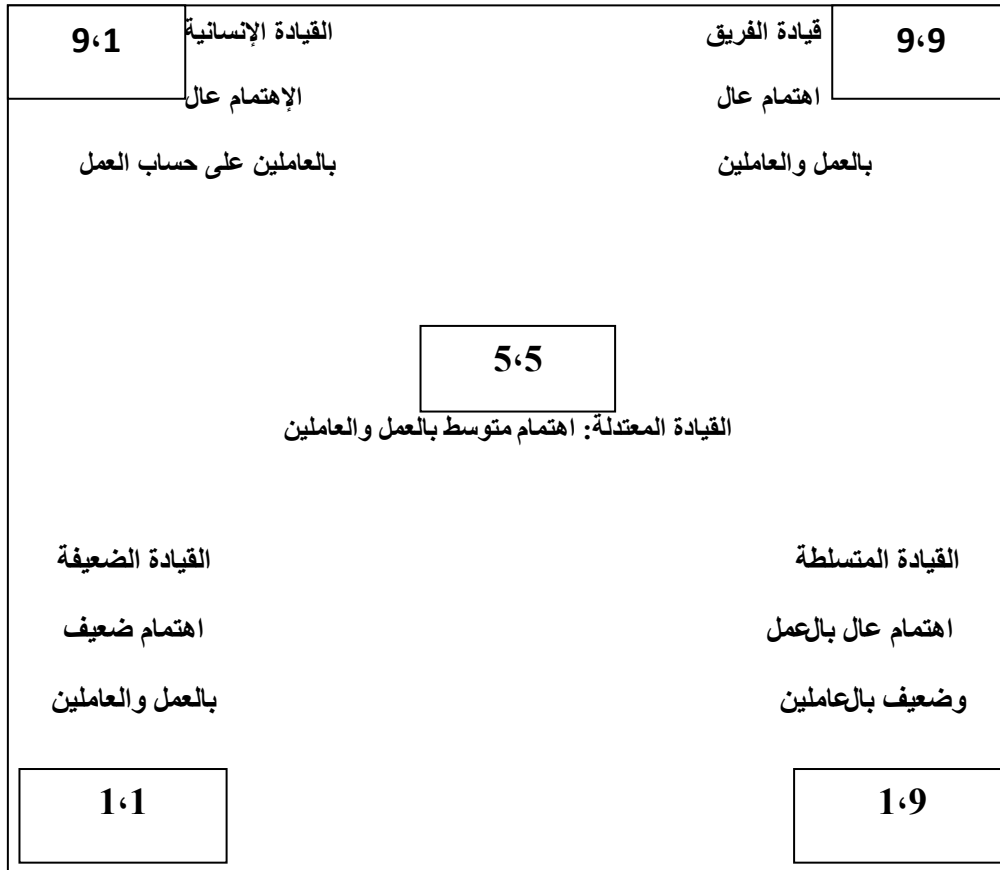 9،9
قيادة الفريق
اهتمام عال
بالعمل والعاملين
القيادة الإنسانية
الإهتمام عال
بالعاملين على حساب العمل
9،1
5،5
القيادة المعتدلة: اهتمام متوسط بالعمل والعاملين
القيادة المتسلطة
اهتمام عال بالعمل
وضعيف بالعاملين
1،9
القيادة الضعيفة
اهتمام ضعيف
بالعمل والعاملين
1،1